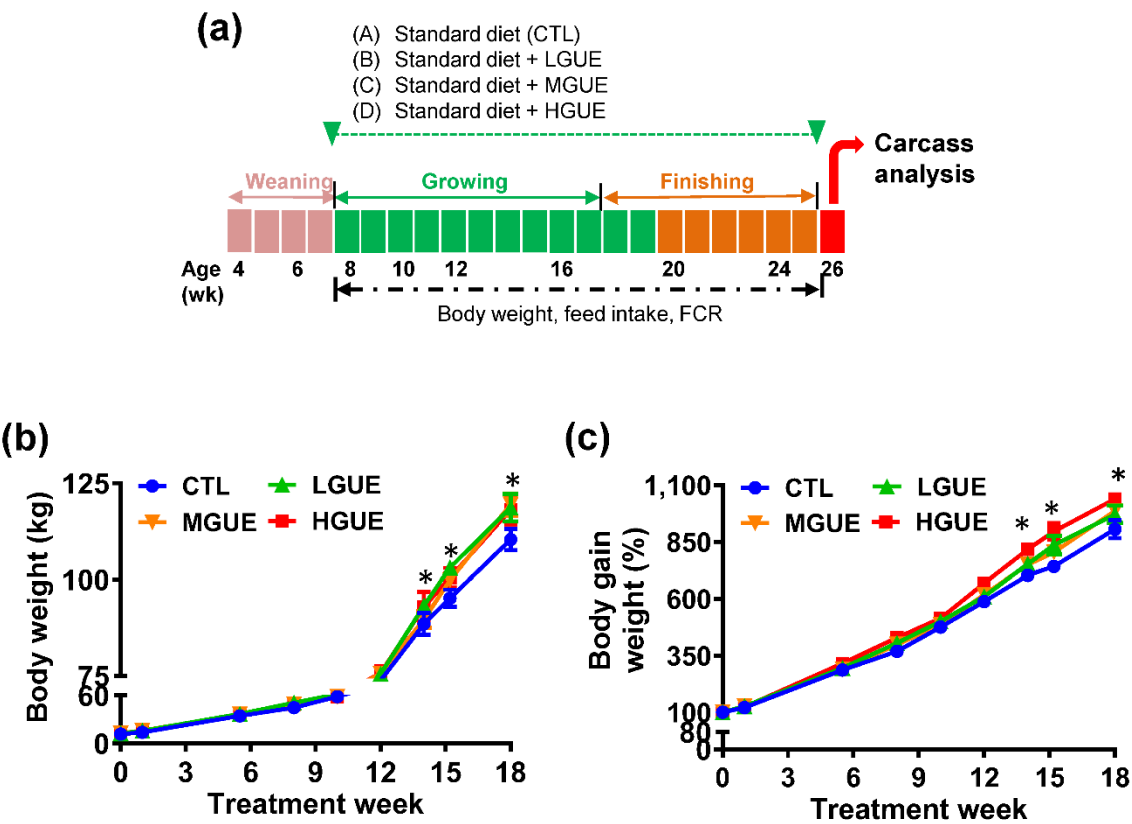 (a)
(A) Standard diet (CTL)
(B) Standard diet + LGUE
(C) Standard diet + MGUE
(D) Standard diet + HGUE
Carcass
analysis
Weaning Growing Finishing
Age
(wk)
4 6 8 10 12 16 20 24 26
Body weight, feed intake, FCR
(b)
CTL LGUE
MGUE HGUE
Body weight (kg)
125
100
75
60
0
* * *
0 3 6 9 12 15 18
Treatment week
(c)
CTL LGUE
MGUE HGUE
Body gain
weight (%)
1,100
850
600
350
100
80
0
* * *
0 3 6 9 12 15 18
Treatment week